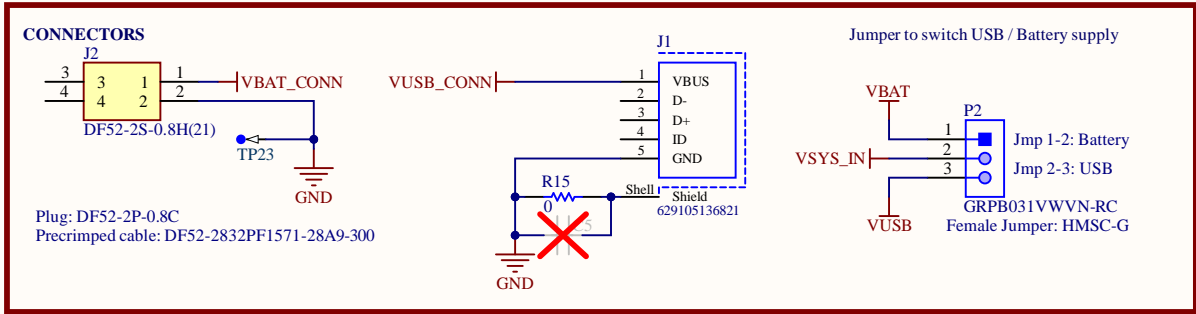 CONNECTORS
J2
3
4
3
4
1
2
1
2
VBAT_CONN
DF52-2S-0.8H(21)
TP23
GND
Plug: DF52-2P-0.8C
Precrimped cable: DF52-2832PF1571-28A9-300
J1
VUSB_CONN
1
2
3
4
5
VBUS
D-
D+
ID
GND
R15
0
Shell
Shield
629105136821
GND
Jumper to switch USB / Battery supply
VBAT
P2
1
2
3
VSYS_IN
VUSB
Jmp 1-2: Battery
Jmp 2-3: USB
GRPB031VWVN-RC
Female Jumper: HMSC-G